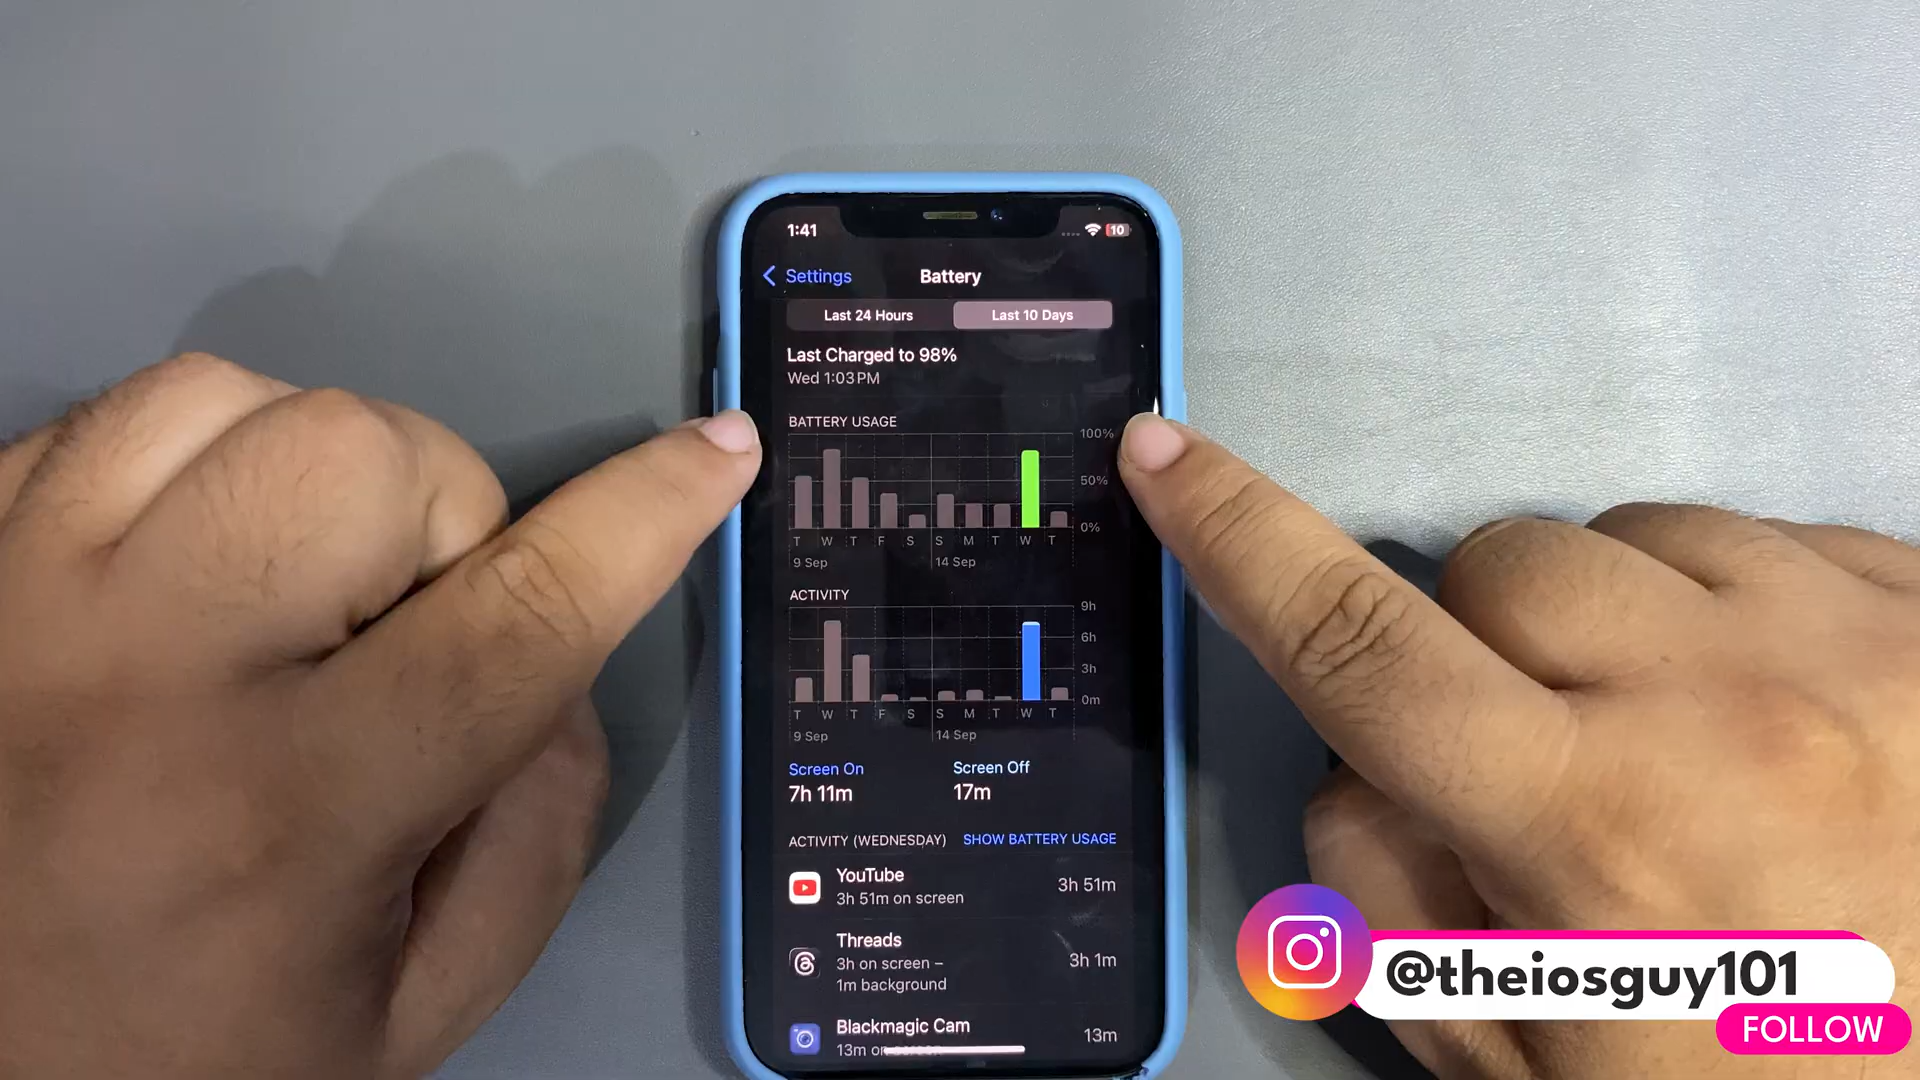 1:41
10
Settings
Battery
Last 24 Hours
Last 10 Days
Last Charged to 98%
Wed 1:03 PM
BATTERY USAGE
100%
50%
0%
T W T F S S M T W T
9 Sep
14 Sep
ACTIVITY
9h
6h
3h
0m
T W T F S S M T W T
9 Sep
14 Sep
Screen On
7h 11m
Screen Off
17m
ACTIVITY (WEDNESDAY)
SHOW BATTERY USAGE
YouTube
3h 51m on screen
3h 51m
Threads
3h on screen –
1m background
3h 1m
Blackmagic Cam
13m on screen
13m
@theiosguy101
FOLLOW